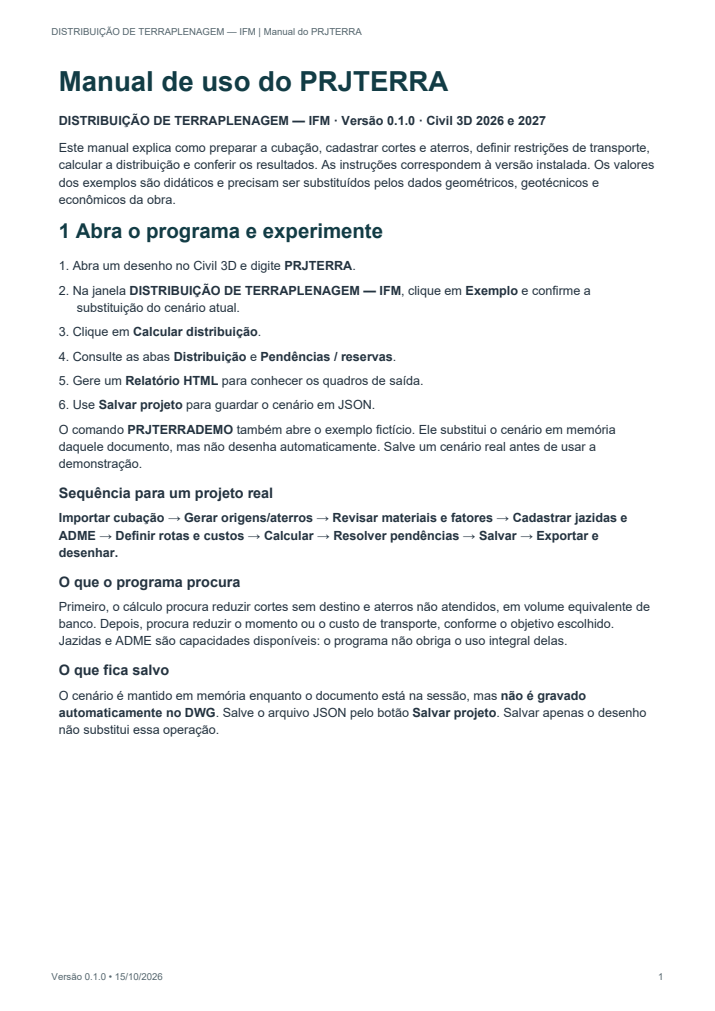 DISTRIBUIÇÃO DE TERRAPLENAGEM — IFM | Manual do PRJTERRA
Manual de uso do PRJTERRA
DISTRIBUIÇÃO DE TERRAPLENAGEM — IFM · Versão 0.1.0 · Civil 3D 2026 e 2027
Este manual explica como preparar a cubação, cadastrar cortes e aterros, definir restrições de transporte,
calcular a distribuição e conferir os resultados. As instruções correspondem à versão instalada. Os valores
dos exemplos são didáticos e precisam ser substituídos pelos dados geométricos, geotécnicos e
econômicos da obra.
1 Abra o programa e experimente
1. Abra um desenho no Civil 3D e digite PRJTERRA.
2. Na janela DISTRIBUIÇÃO DE TERRAPLENAGEM — IFM, clique em Exemplo e confirme a
substituição do cenário atual.
3. Clique em Calcular distribuição.
4. Consulte as abas Distribuição e Pendências / reservas.
5. Gere um Relatório HTML para conhecer os quadros de saída.
6. Use Salvar projeto para guardar o cenário em JSON.
O comando PRJTERRADEMO também abre o exemplo fictício. Ele substitui o cenário em memória
daquele documento, mas não desenha automaticamente. Salve um cenário real antes de usar a
demonstração.
Sequência para um projeto real
Importar cubação → Gerar origens/aterros → Revisar materiais e fatores → Cadastrar jazidas e
ADME → Definir rotas e custos → Calcular → Resolver pendências → Salvar → Exportar e
desenhar.
O que o programa procura
Primeiro, o cálculo procura reduzir cortes sem destino e aterros não atendidos, em volume equivalente de
banco. Depois, procura reduzir o momento ou o custo de transporte, conforme o objetivo escolhido.
Jazidas e ADME são capacidades disponíveis: o programa não obriga o uso integral delas.
O que fica salvo
O cenário é mantido em memória enquanto o documento está na sessão, mas não é gravado
automaticamente no DWG. Salve o arquivo JSON pelo botão Salvar projeto. Salvar apenas o desenho
não substitui essa operação.
Versão 0.1.0 • 15/10/2026
1